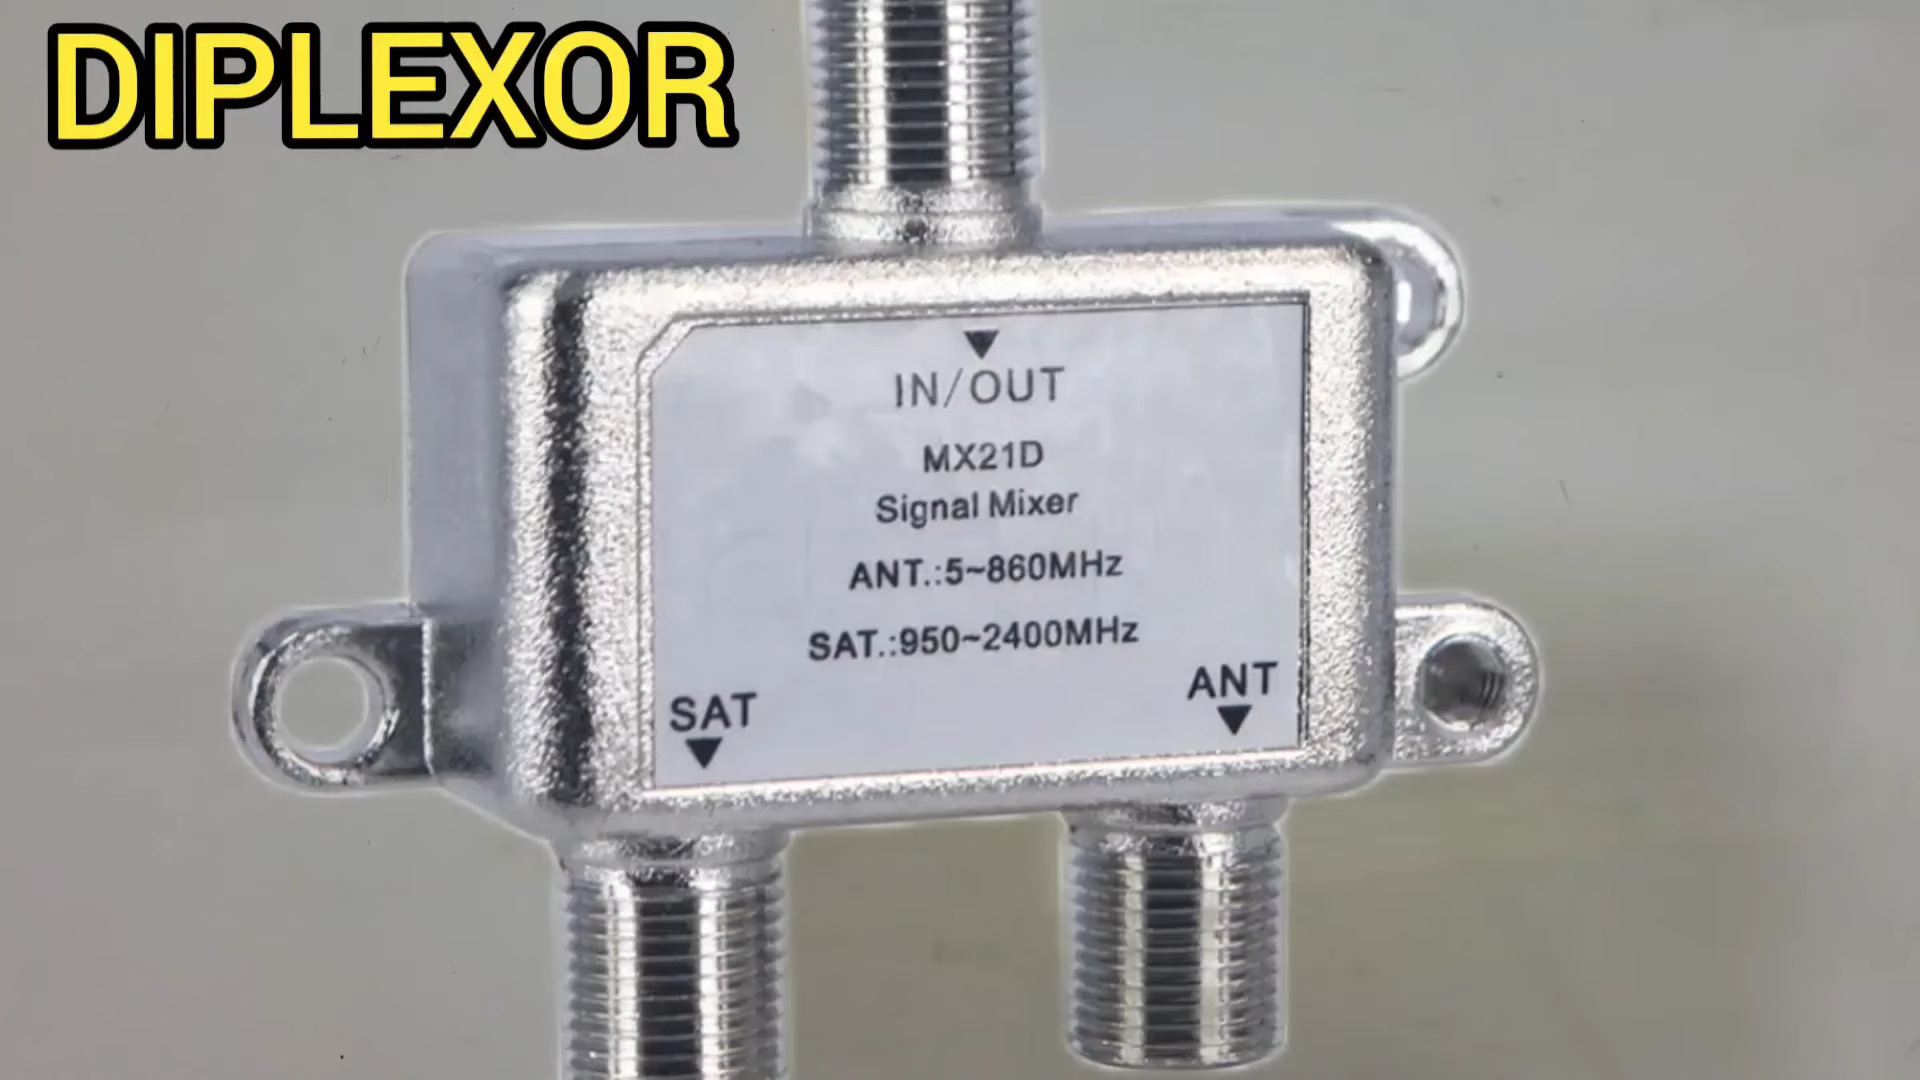 DIPLEXOR
IN/OUT
MX21D
Signal Mixer
ANT.:5~860MHz
SAT.:950~2400MHz
SAT
ANT